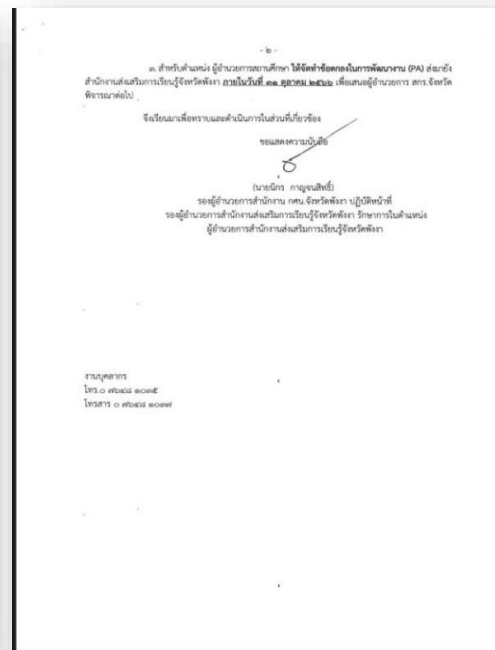 - ๒ -
๓. สำหรับตำแหน่ง ผู้อำนวยการสถานศึกษา ให้จัดทำข้อตกลงในการพัฒนางาน (PA) ส่งมายัง
สำนักงานส่งเสริมการเรียนรู้จังหวัดพังงา ภายในวันที่ ๓๑ ตุลาคม ๒๕๖๖ เพื่อเสนอผู้อำนวยการ สกร.จังหวัด
พิจารณาต่อไป
จึงเรียนมาเพื่อทราบและดำเนินการในส่วนที่เกี่ยวข้อง
ขอแสดงความนับถือ
(นายนิกร กาญจนสิทธิ์)
รองผู้อำนวยการสำนักงาน กศน.จังหวัดพังงา ปฏิบัติหน้าที่
รองผู้อำนวยการสำนักงานส่งเสริมการเรียนรู้จังหวัดพังงา รักษาการในตำแหน่ง
ผู้อำนวยการสำนักงานส่งเสริมการเรียนรู้จังหวัดพังงา
งานบุคลากร
โทร.๐ ๗๖๔๘ ๑๐๓๕
โทรสาร ๐ ๗๖๔๘ ๑๐๓๗